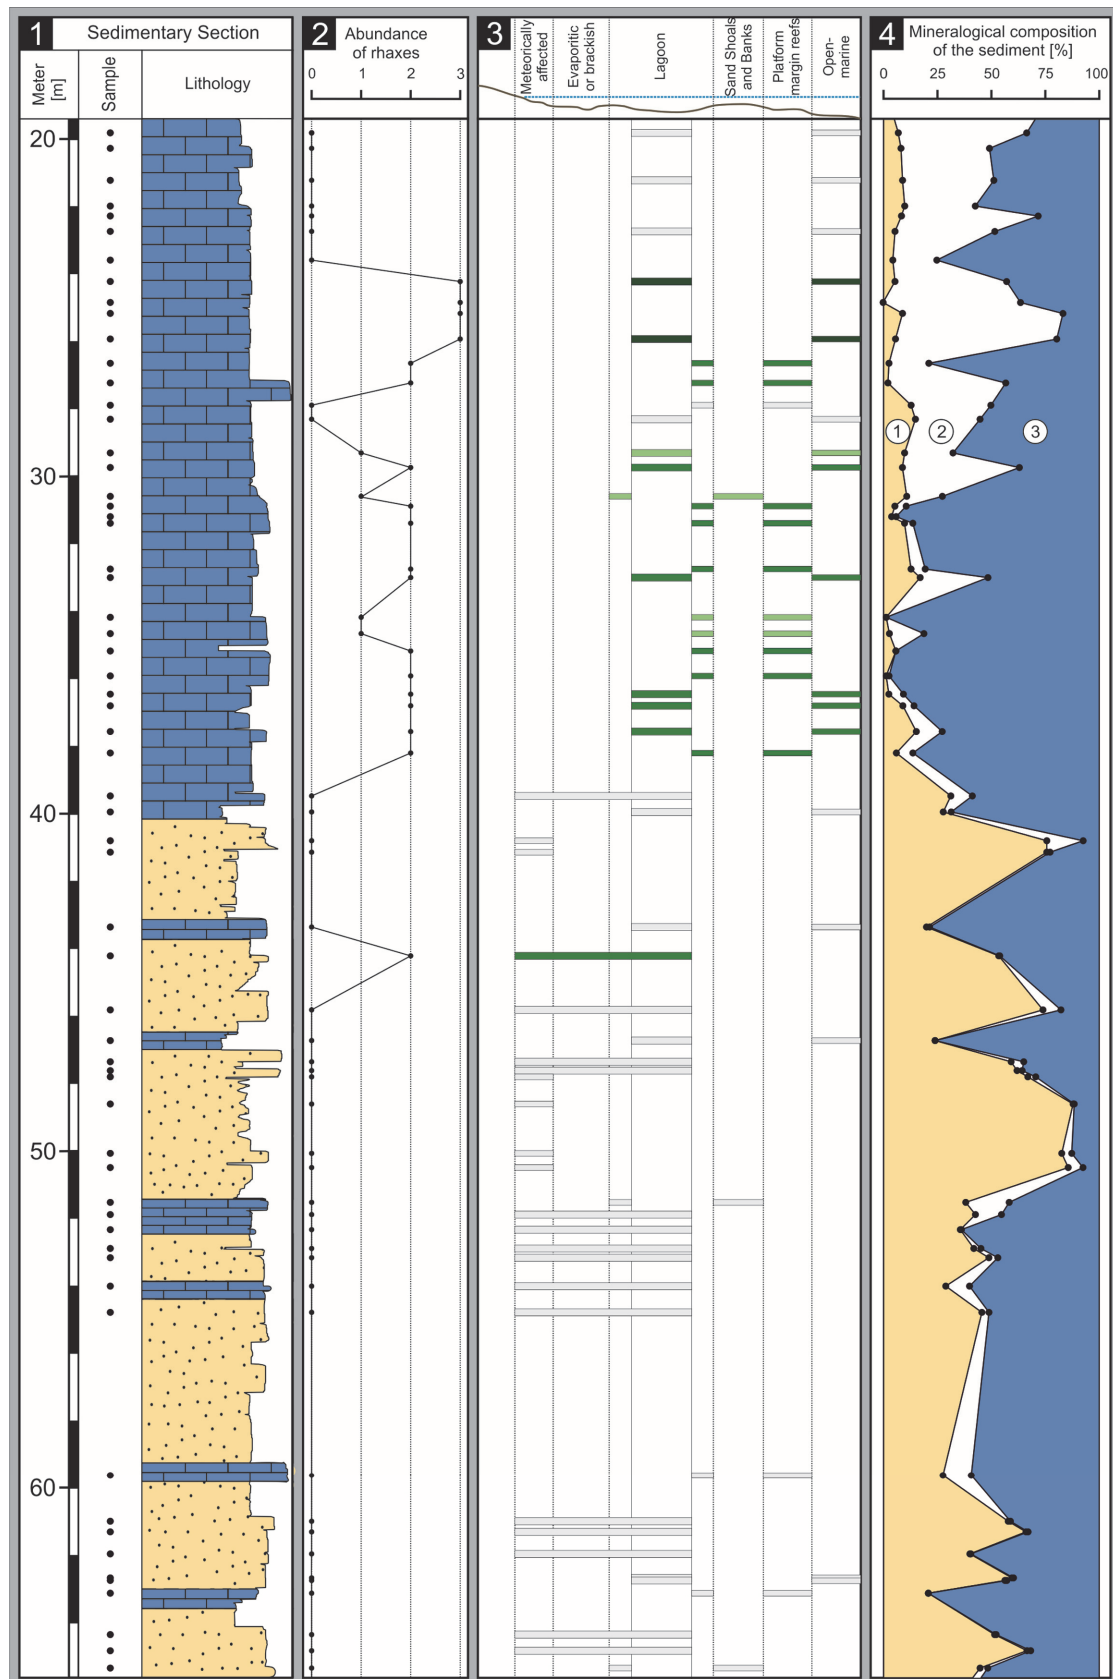 1
Sedimentary Section
Meter
[m]
Sample
Lithology
2
Abundance
of rhaxes
0 1 2 3
3
Meteorically
affected
Evaporitic
or brackish
Lagoon
Sand Shoals
and Banks
Platform
margin reefs
Open-
marine
4
Mineralogical composition
of the sediment [%]
0 25 50 75 100
20
30
40
50
60
1 2 3